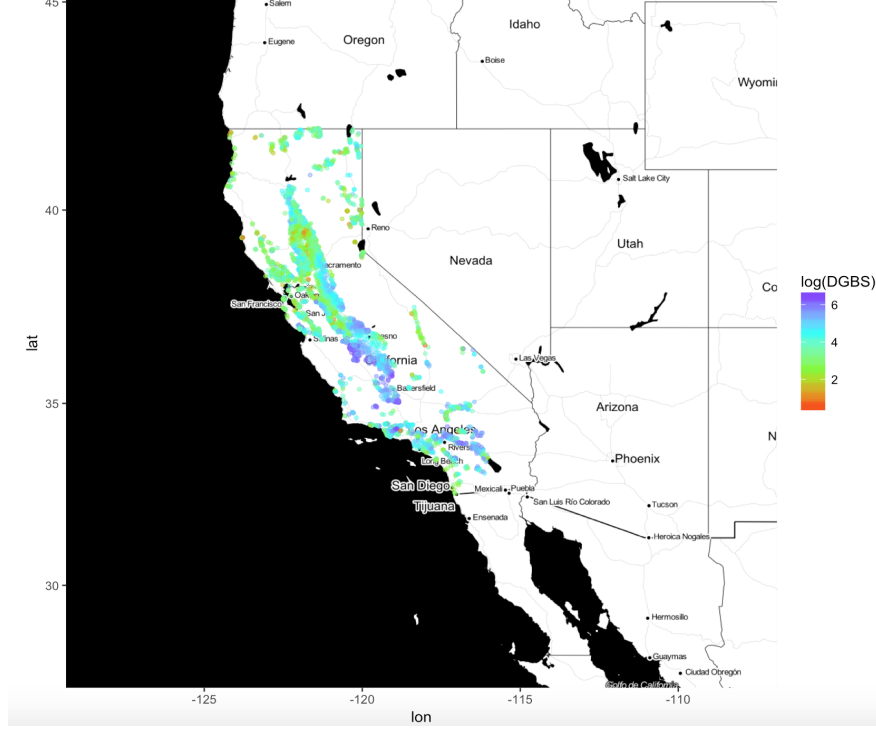 45
Salem
Eugene
Oregon
Idaho
Boise
Wyomi
Salt Lake City
40
Reno
Nevada
Utah
acramento
Co
San Francisco
Oak
San J
log(DGBS)
6
4
2
lat
Salinas
esno
Las Vegas
California
Bakersfield
35
Arizona
os Angeles
N
Rivers
Long Beach
Phoenix
San Diego
Mexicali
Puebla
Tijuana
San Luis Río Colorado
Tucson
Ensenada
Heroica Nogales
30
Hermosillo
Guaymas
Ciudad Obregón
Golfo de California
-125
-120
-115
-110
lon